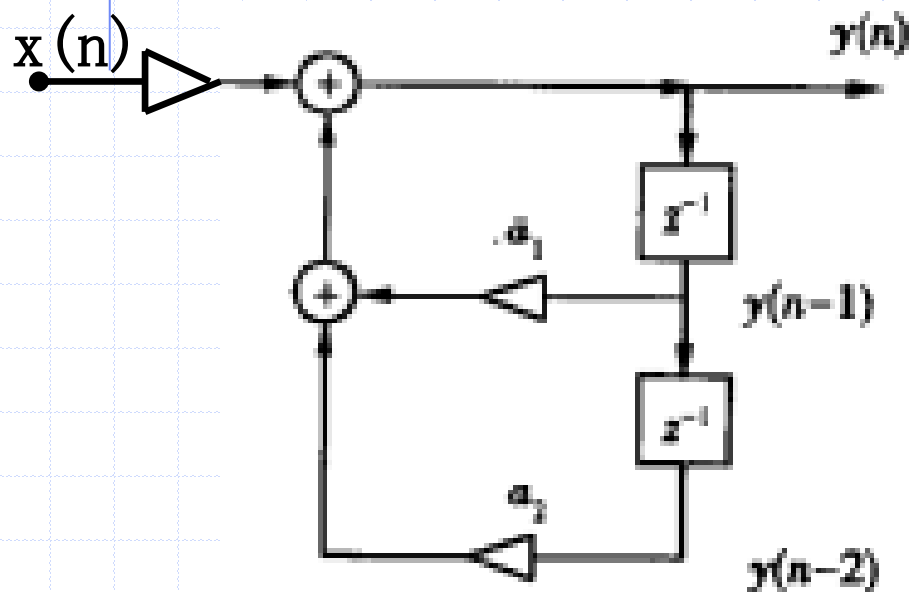 x(n)
y(n)
z⁻¹
a₁
y(n-1)
z⁻¹
a₂
y(n-2)